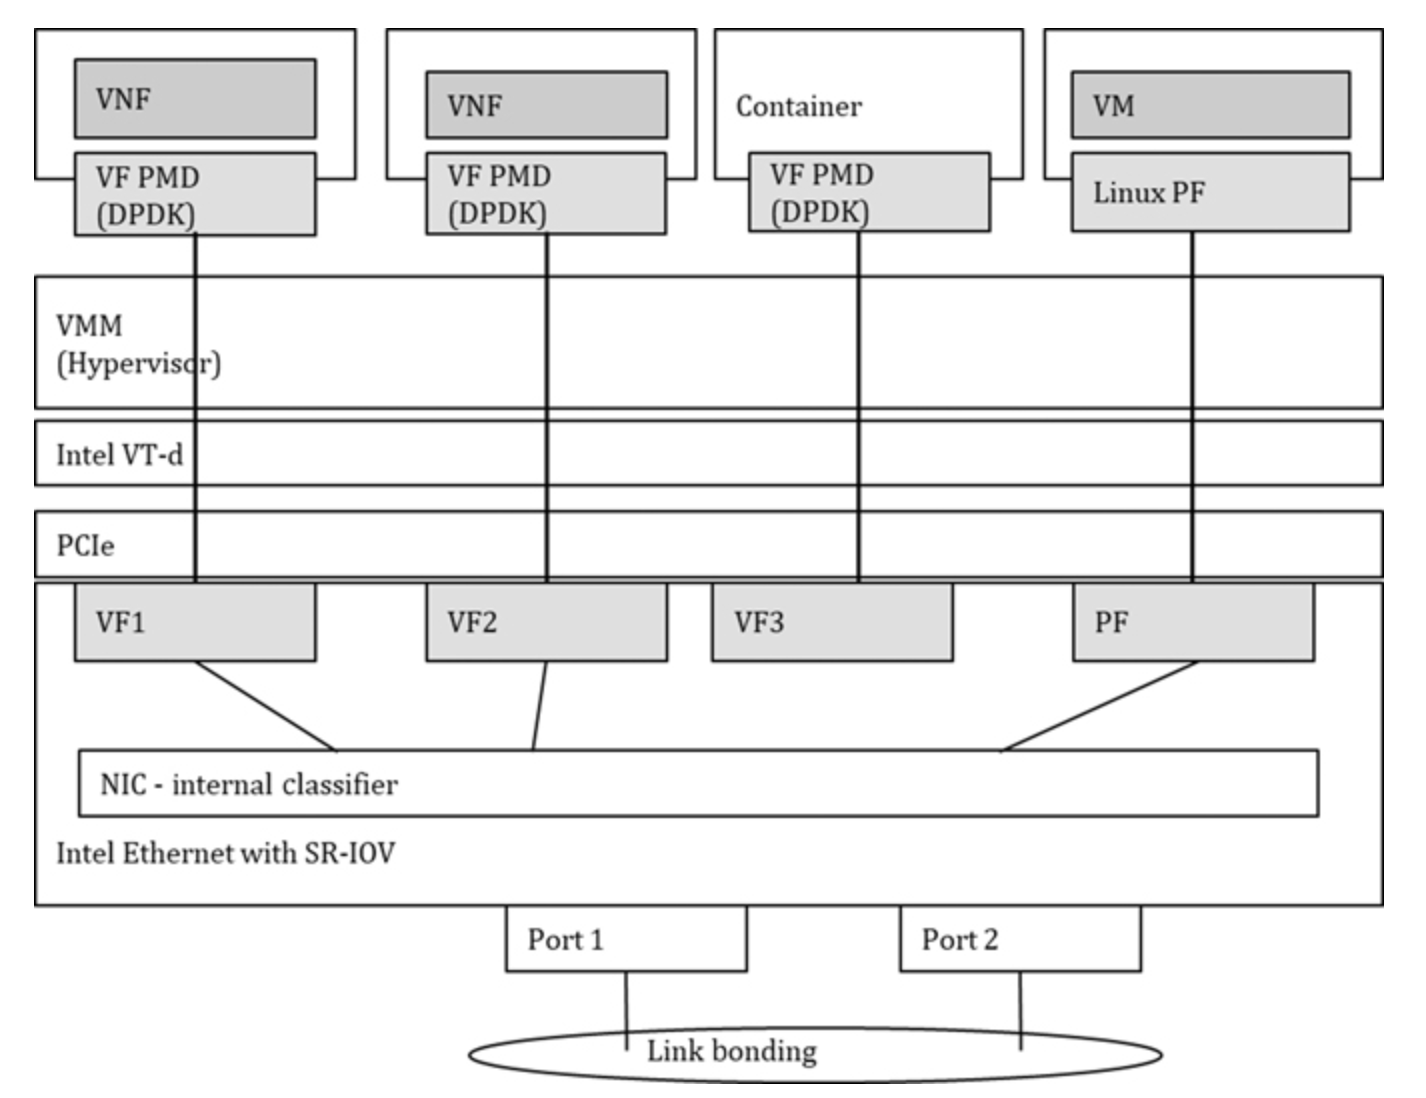 VNF
VNF
Container
VM
VF PMD
(DPDK)
VF PMD
(DPDK)
VF PMD
(DPDK)
Linux PF
VMM
(Hypervisor)
Intel VT-d
PCIe
VF1
VF2
VF3
PF
NIC - internal classifier
Intel Ethernet with SR-IOV
Port 1
Port 2
Link bonding